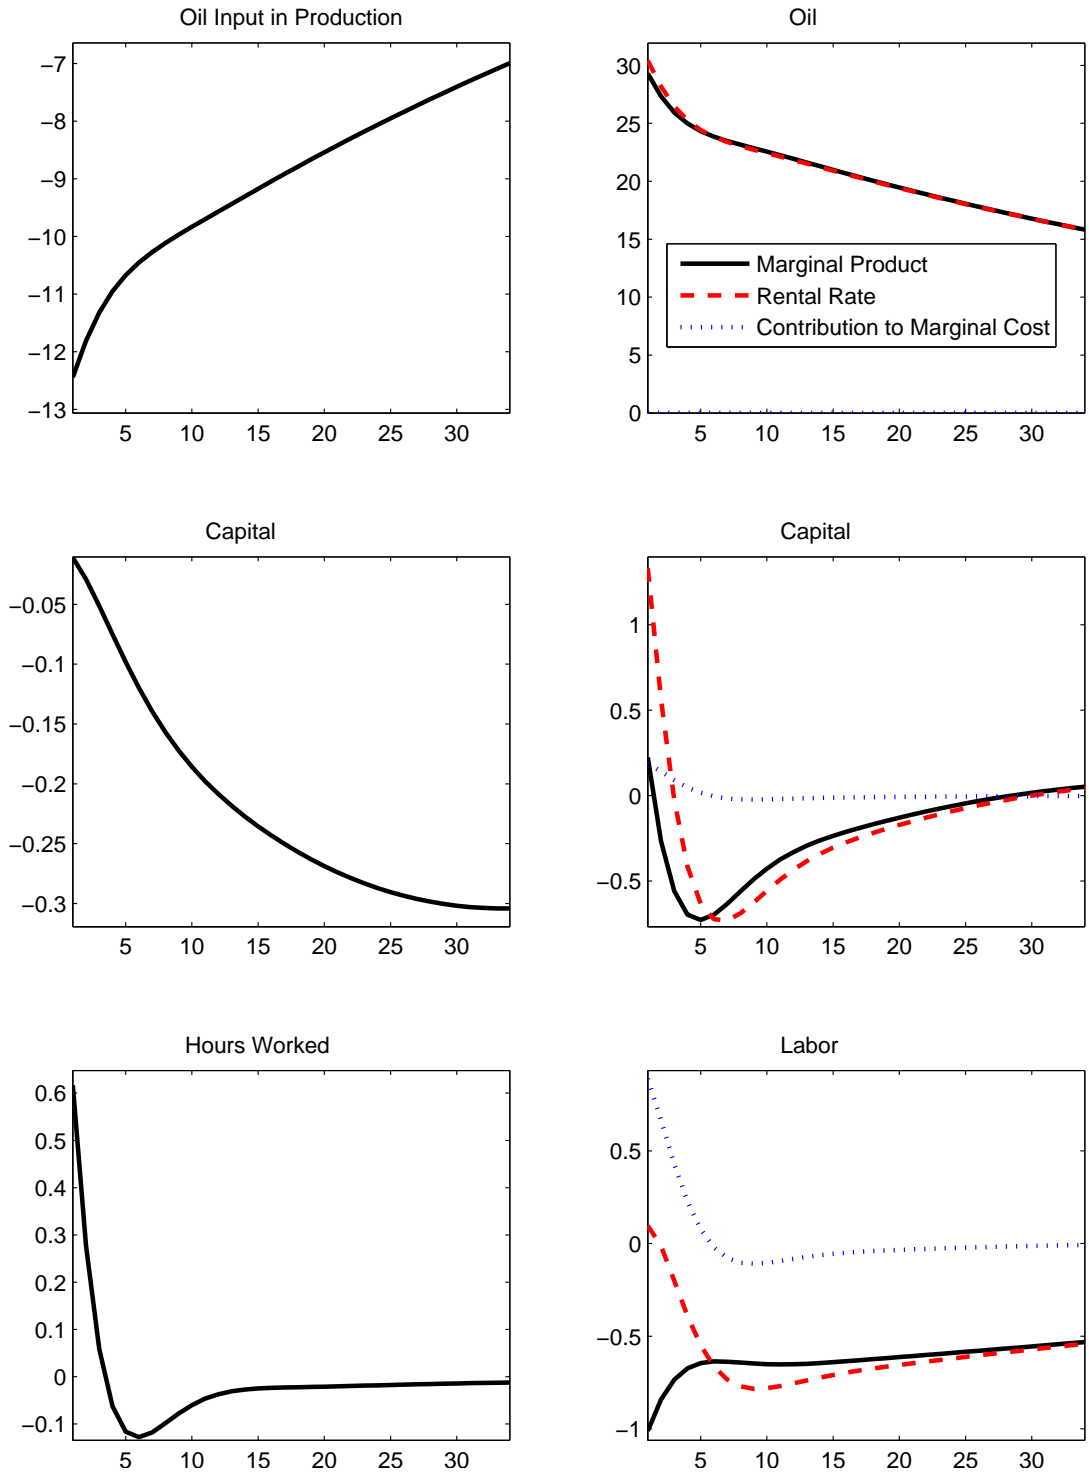 Oil Input in Production
−7
−8
−9
−10
−11
−12
−13
5 10 15 20 25 30
Oil
30
25
20
15
10
5
0
Marginal Product
Rental Rate
Contribution to Marginal Cost
5 10 15 20 25 30
Capital
−0.05
−0.1
−0.15
−0.2
−0.25
−0.3
5 10 15 20 25 30
Capital
1
0.5
0
−0.5
5 10 15 20 25 30
Hours Worked
0.6
0.5
0.4
0.3
0.2
0.1
0
−0.1
5 10 15 20 25 30
Labor
0.5
0
−0.5
−1
5 10 15 20 25 30